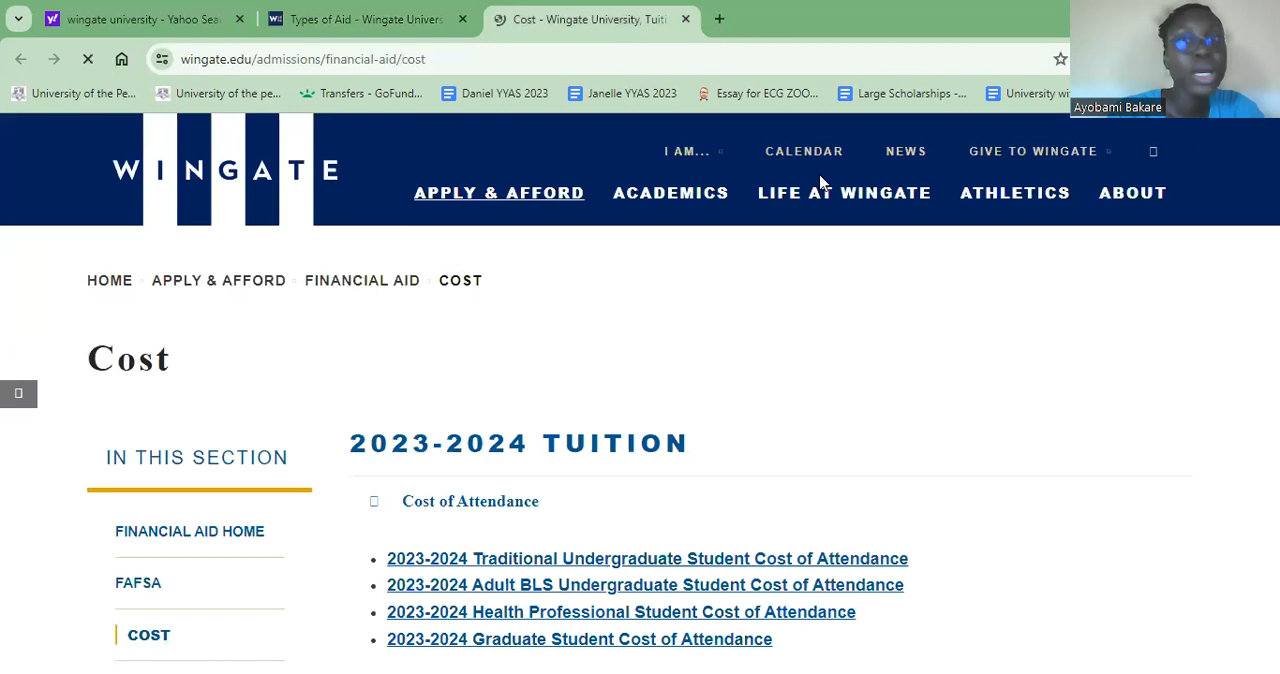 wingate university - Yahoo Sea
Types of Aid - Wingate Univers
Cost - Wingate University, Tuiti
wingate.edu/admissions/financial-aid/cost
University of the Pe...
University of the pe...
Transfers - GoFund...
Daniel YYAS 2023
Janelle YYAS 2023
Essay for ECG ZOO...
Large Scholarships -...
University wi
Ayobami Bakare
WINGATE
I AM...
CALENDAR
NEWS
GIVE TO WINGATE
APPLY & AFFORD
ACADEMICS
LIFE AT WINGATE
ATHLETICS
ABOUT
HOME
APPLY & AFFORD
FINANCIAL AID
COST
Cost
IN THIS SECTION
FINANCIAL AID HOME
FAFSA
COST
2023-2024 TUITION
Cost of Attendance
2023-2024 Traditional Undergraduate Student Cost of Attendance
2023-2024 Adult BLS Undergraduate Student Cost of Attendance
2023-2024 Health Professional Student Cost of Attendance
2023-2024 Graduate Student Cost of Attendance